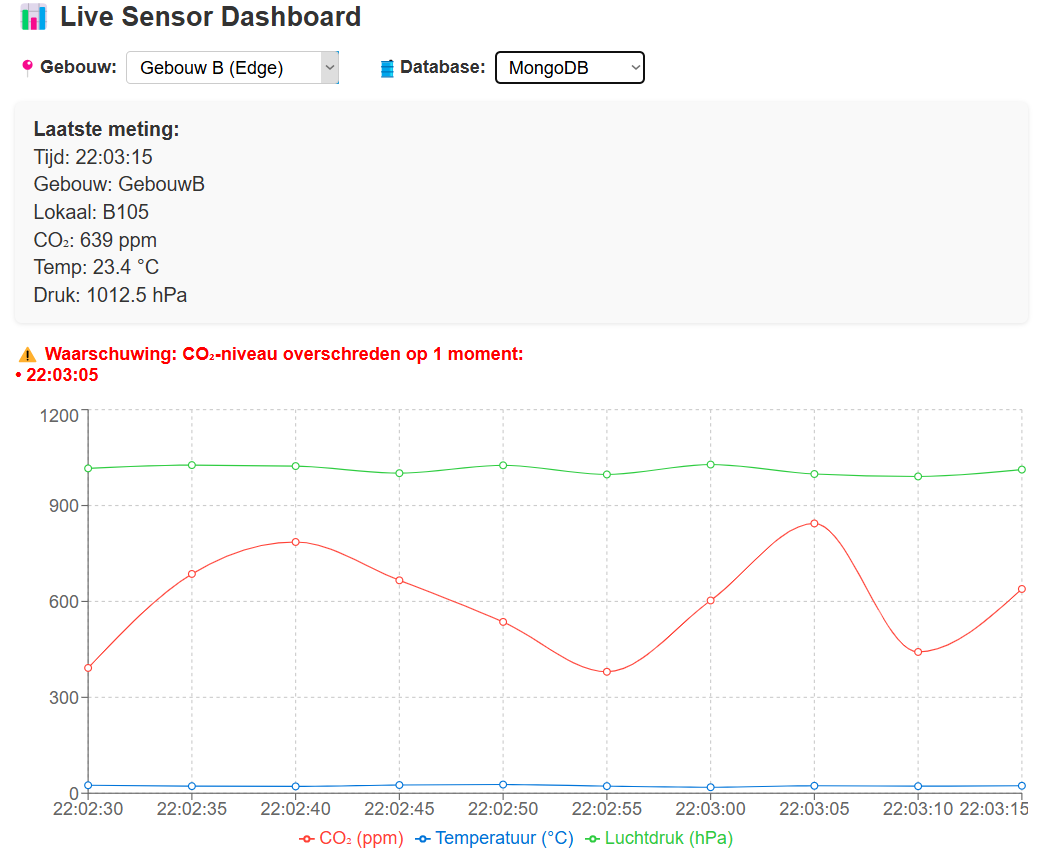 Live Sensor Dashboard
Gebouw: Gebouw B (Edge) Database: MongoDB
Laatste meting:
Tijd: 22:03:15
Gebouw: GebouwB
Lokaal: B105
CO₂: 639 ppm
Temp: 23.4 °C
Druk: 1012.5 hPa
Waarschuwing: CO₂-niveau overschreden op 1 moment:
• 22:03:05
1200
900
600
300
0
22:02:30 22:02:35 22:02:40 22:02:45 22:02:50 22:02:55 22:03:00 22:03:05 22:03:10 22:03:15
CO₂ (ppm) Temperatuur (°C) Luchtdruk (hPa)